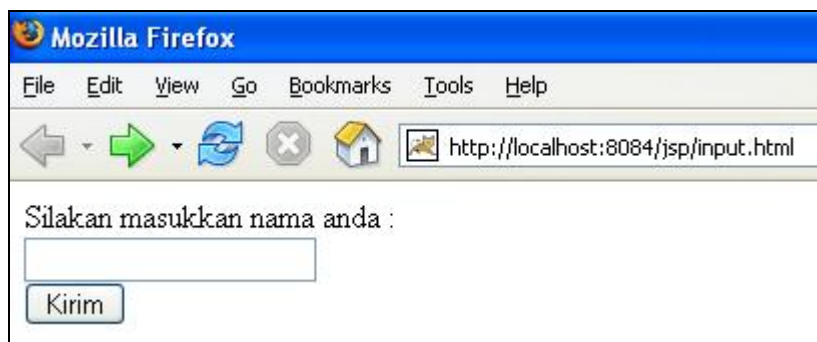 Mozilla Firefox
File Edit View Go Bookmarks Tools Help
http://localhost:8084/jsp/input.html
Silakan masukkan nama anda :
Kirim